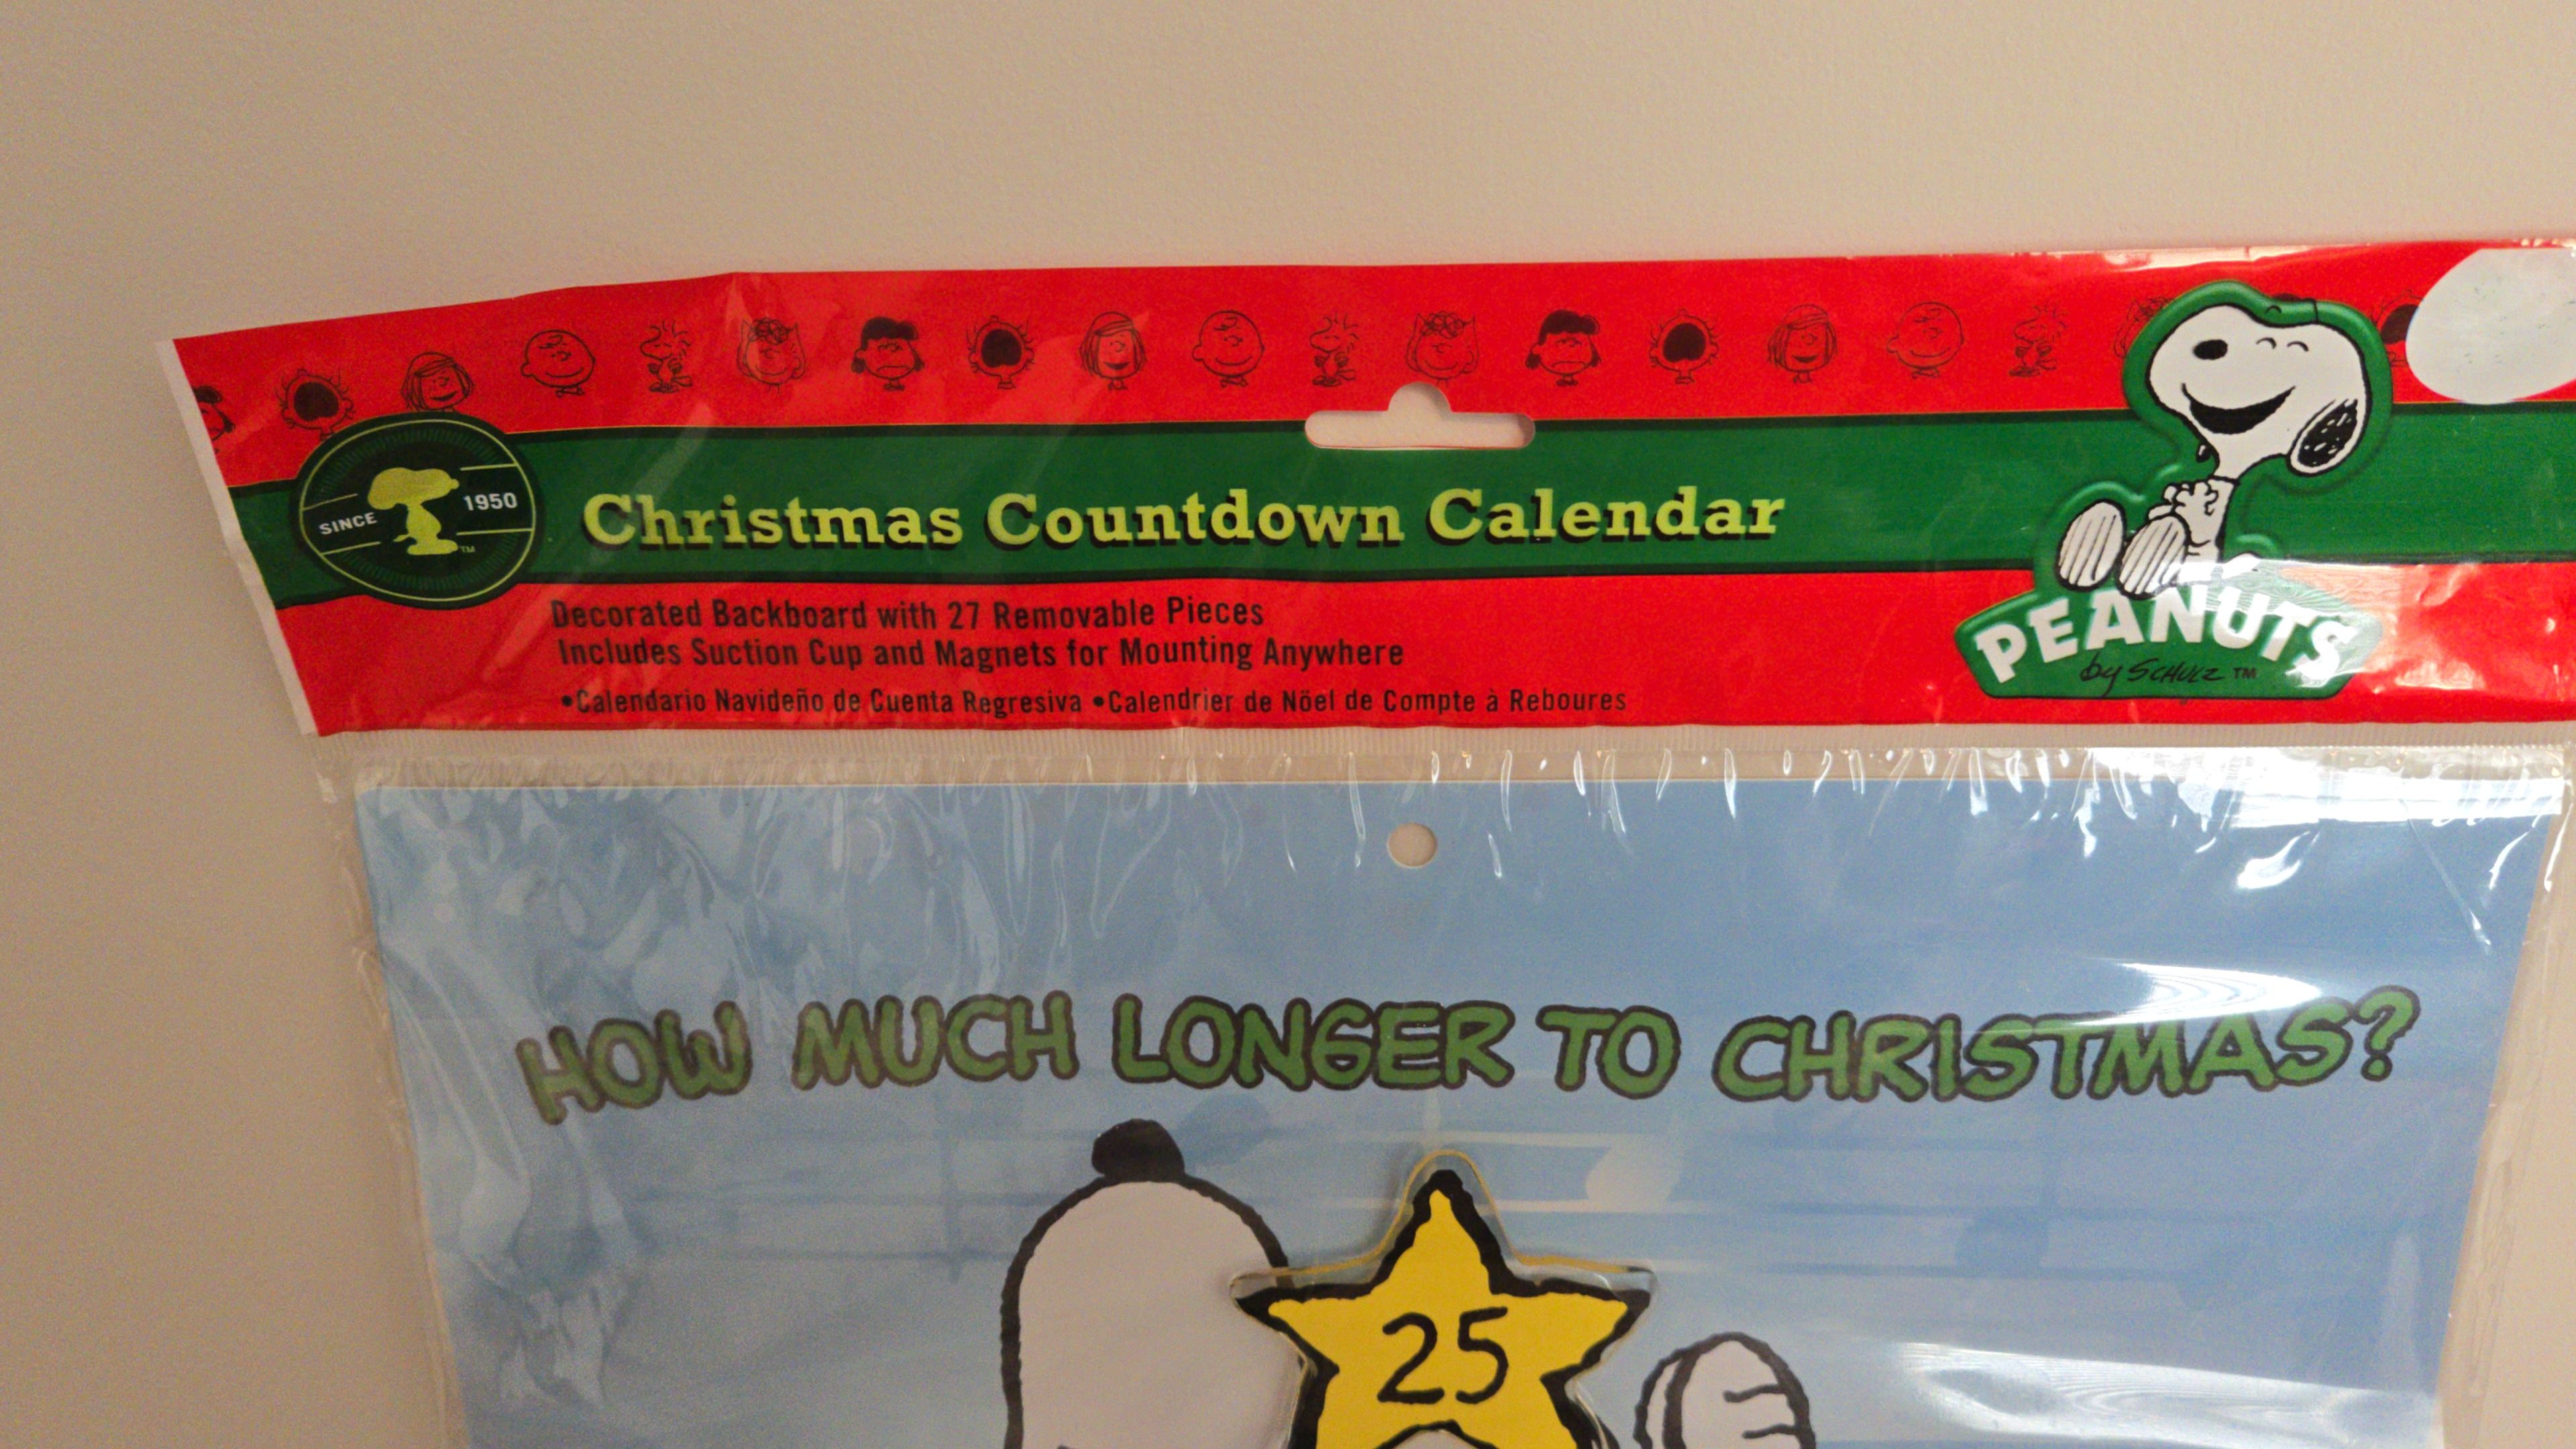 SINCE 1950 TM
Christmas Countdown Calendar
Decorated Backboard with 27 Removable Pieces
Includes Suction Cup and Magnets for Mounting Anywhere
•Calendario Navideño de Cuenta Regresiva •Calendrier de Nöel de Compte à Reboures
PEANUTS
by SCHULZ TM
HOW MUCH LONGER TO CHRISTMAS?
25